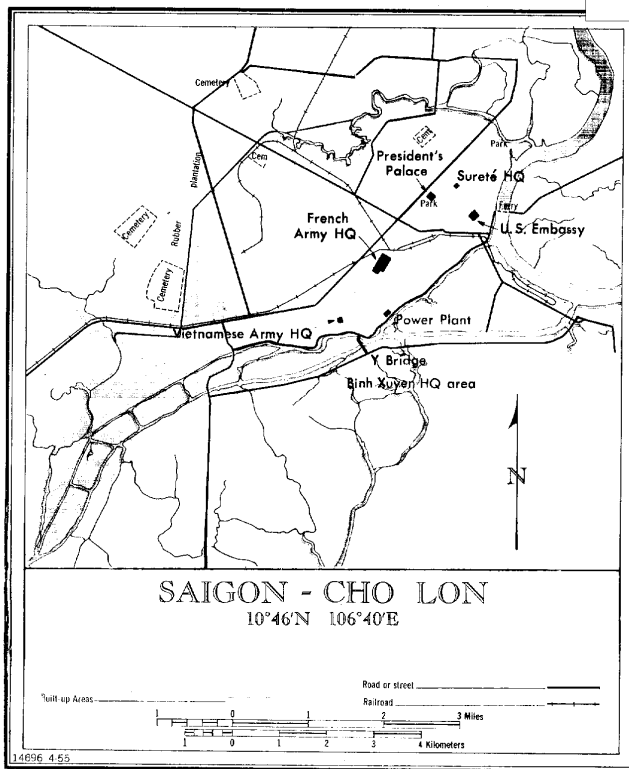 Cemetery
Cem
Park
President's
Palace
Cem
Plantation
Sureté HQ
Park
Ferry
French
Army HQ
U.S. Embassy
Cemetery
Rubber
Cemetery
Vietnamese Army HQ
Power Plant
Y Bridge
Binh Xuyen HQ area
N
SAIGON - CHO LON
10°46'N 106°40'E
Road or street
Built-up Areas
Railroad
1 0 1 2 3 Miles
1 0 1 2 3 4 Kilometers
14696 4-55